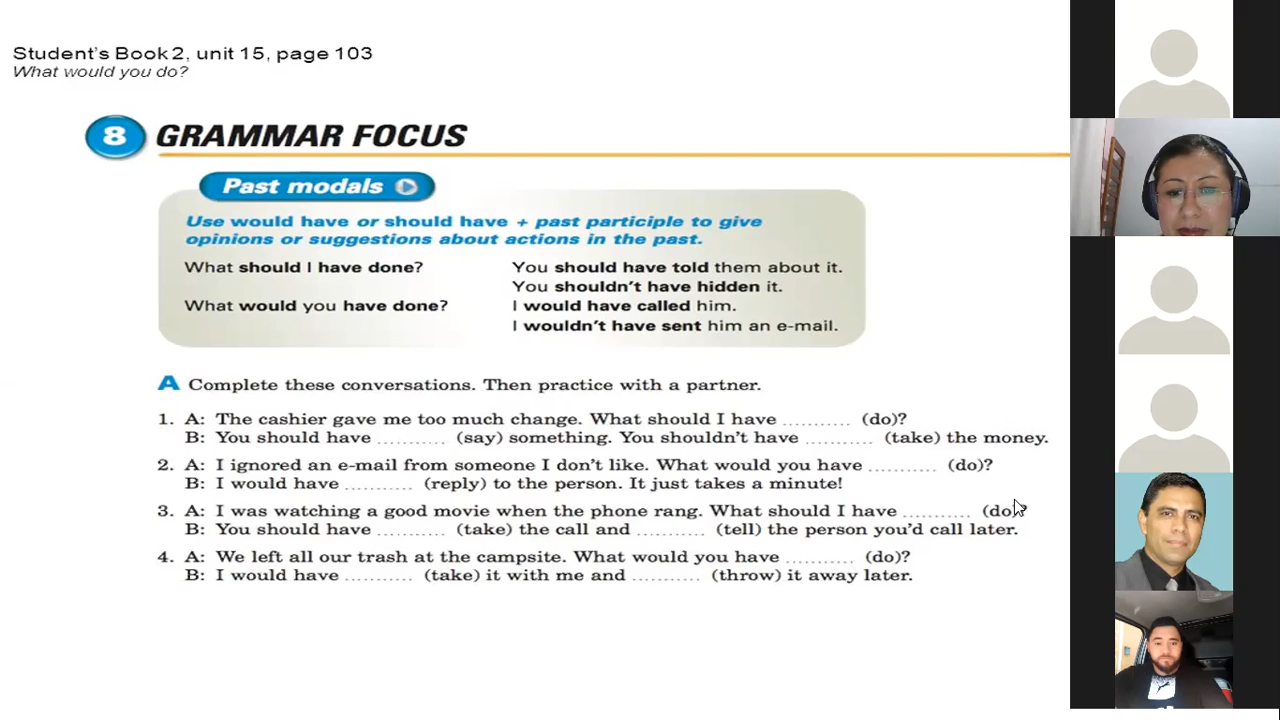 Student's Book 2, unit 15, page 103
What would you do?
8 GRAMMAR FOCUS
Past modals
Use would have or should have + past participle to give
opinions or suggestions about actions in the past.
What should I have done? You should have told them about it.
You shouldn't have hidden it.
What would you have done? I would have called him.
I wouldn't have sent him an e-mail.
A Complete these conversations. Then practice with a partner.
1. A: The cashier gave me too much change. What should I have .......... (do)?
B: You should have .......... (say) something. You shouldn't have .......... (take) the money.
2. A: I ignored an e-mail from someone I don't like. What would you have .......... (do)?
B: I would have .......... (reply) to the person. It just takes a minute!
3. A: I was watching a good movie when the phone rang. What should I have .......... (do)?
B: You should have .......... (take) the call and .......... (tell) the person you'd call later.
4. A: We left all our trash at the campsite. What would you have .......... (do)?
B: I would have .......... (take) it with me and .......... (throw) it away later.